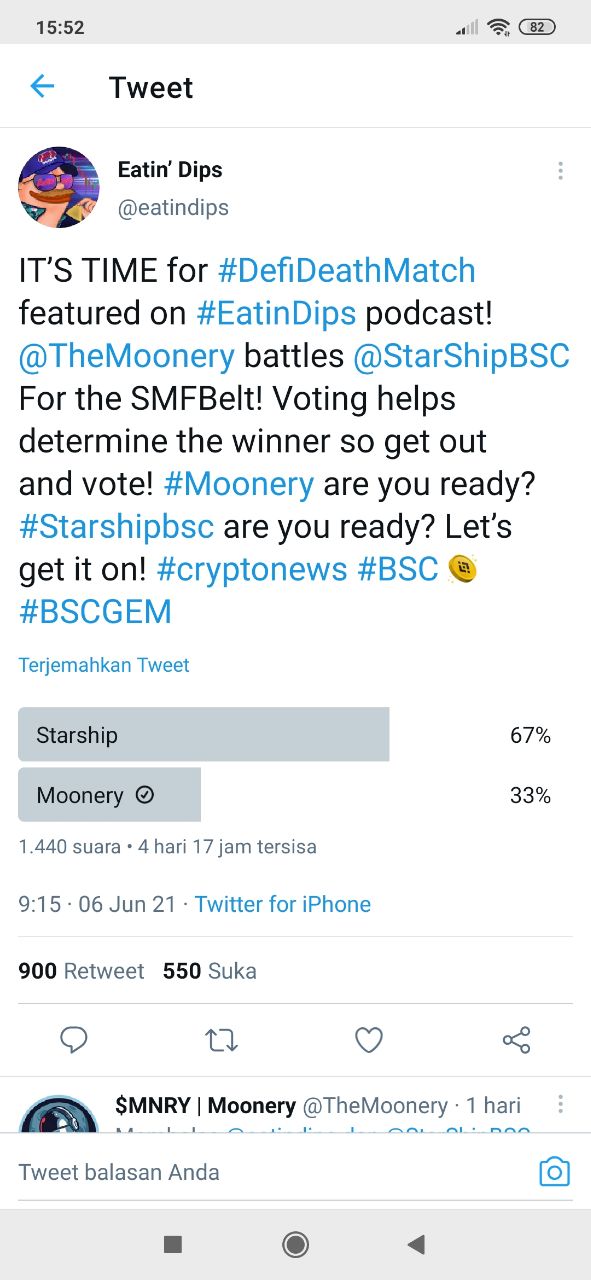 15:52
82
Tweet
Eatin’ Dips
@eatindips
IT’S TIME for #DefiDeathMatch
featured on #EatinDips podcast!
@TheMoonery battles @StarShipBSC
For the SMFBelt! Voting helps
determine the winner so get out
and vote! #Moonery are you ready?
#Starshipbsc are you ready? Let’s
get it on! #cryptonews #BSC
#BSCGEM
Terjemahkan Tweet
Starship 67%
Moonery 33%
1.440 suara • 4 hari 17 jam tersisa
9:15 · 06 Jun 21 · Twitter for iPhone
900 Retweet 550 Suka
$MNRY | Moonery @TheMoonery · 1 hari
Tweet balasan Anda